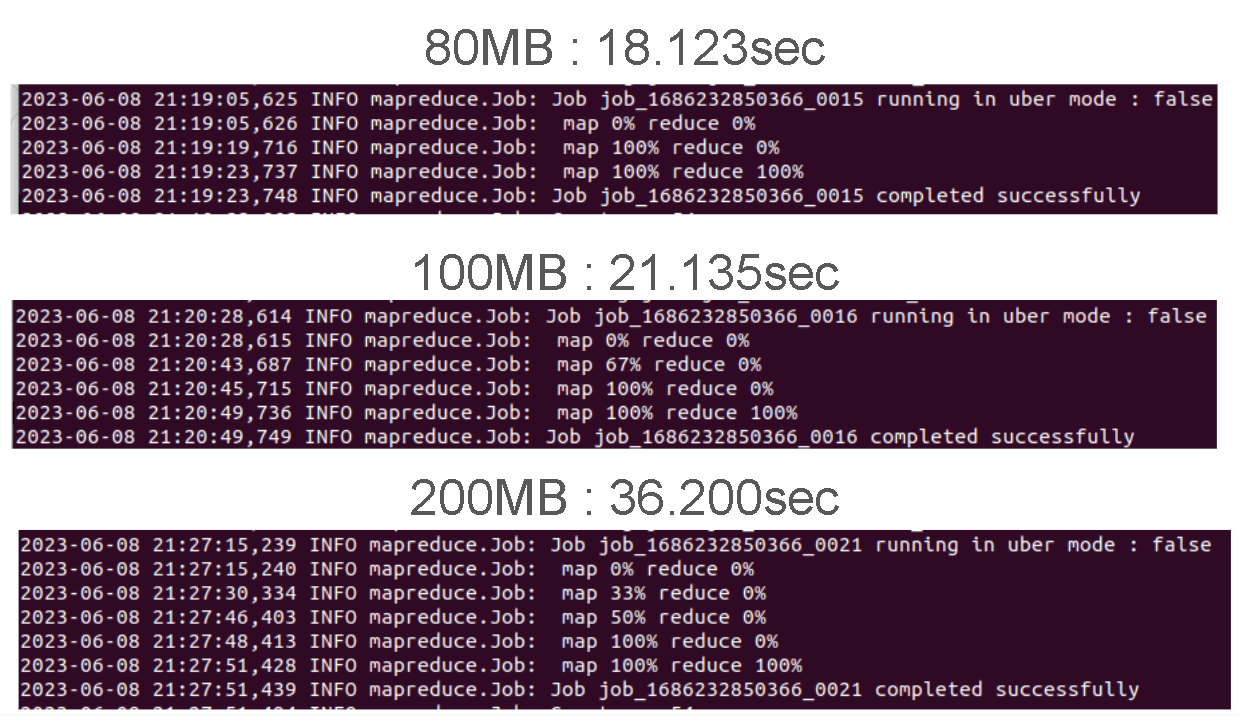 80MB : 18.123sec
2023-06-08 21:19:05,625 INFO mapreduce.Job: Job job_1686232850366_0015 running in uber mode : false
2023-06-08 21:19:05,626 INFO mapreduce.Job:  map 0% reduce 0%
2023-06-08 21:19:19,716 INFO mapreduce.Job:  map 100% reduce 0%
2023-06-08 21:19:23,737 INFO mapreduce.Job:  map 100% reduce 100%
2023-06-08 21:19:23,748 INFO mapreduce.Job: Job job_1686232850366_0015 completed successfully
100MB : 21.135sec
2023-06-08 21:20:28,614 INFO mapreduce.Job: Job job_1686232850366_0016 running in uber mode : false
2023-06-08 21:20:28,615 INFO mapreduce.Job:  map 0% reduce 0%
2023-06-08 21:20:43,687 INFO mapreduce.Job:  map 67% reduce 0%
2023-06-08 21:20:45,715 INFO mapreduce.Job:  map 100% reduce 0%
2023-06-08 21:20:49,736 INFO mapreduce.Job:  map 100% reduce 100%
2023-06-08 21:20:49,749 INFO mapreduce.Job: Job job_1686232850366_0016 completed successfully
200MB : 36.200sec
2023-06-08 21:27:15,239 INFO mapreduce.Job: Job job_1686232850366_0021 running in uber mode : false
2023-06-08 21:27:15,240 INFO mapreduce.Job:  map 0% reduce 0%
2023-06-08 21:27:30,334 INFO mapreduce.Job:  map 33% reduce 0%
2023-06-08 21:27:46,403 INFO mapreduce.Job:  map 50% reduce 0%
2023-06-08 21:27:48,413 INFO mapreduce.Job:  map 100% reduce 0%
2023-06-08 21:27:51,428 INFO mapreduce.Job:  map 100% reduce 100%
2023-06-08 21:27:51,439 INFO mapreduce.Job: Job job_1686232850366_0021 completed successfully